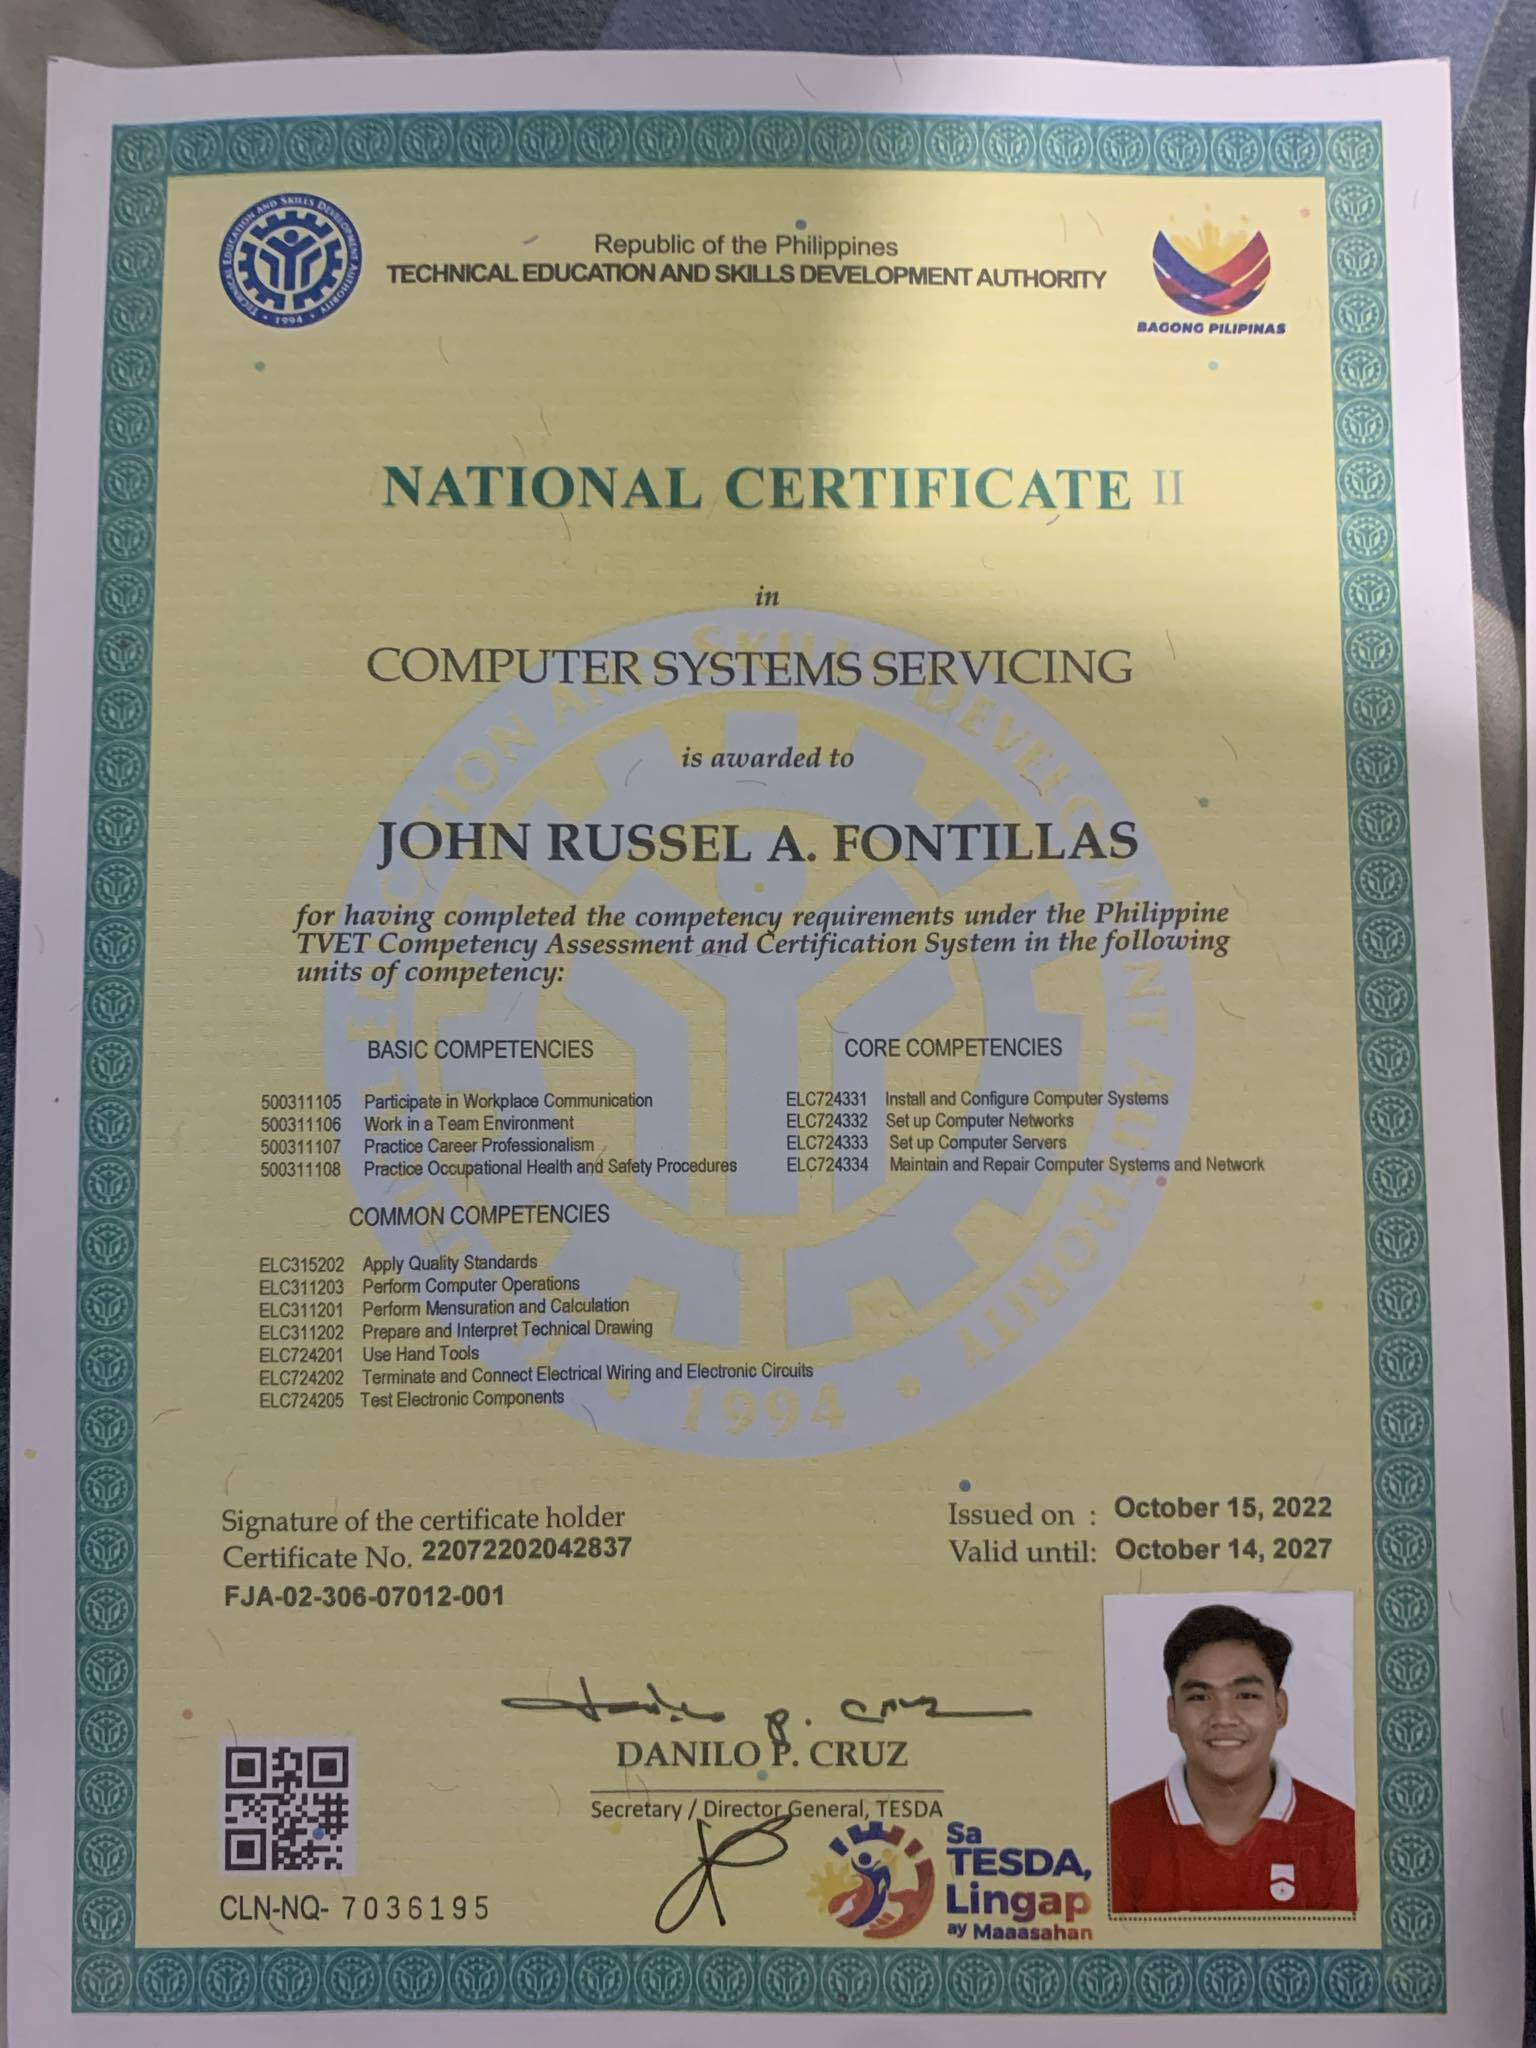 TECHNICAL EDUCATION AND SKILLS DEVELOPMENT AUTHORITY
1994
Republic of the Philippines
TECHNICAL EDUCATION AND SKILLS DEVELOPMENT AUTHORITY
BAGONG PILIPINAS
NATIONAL CERTIFICATE II
in
COMPUTER SYSTEMS SERVICING
is awarded to
JOHN RUSSEL A. FONTILLAS
for having completed the competency requirements under the Philippine
TVET Competency Assessment and Certification System in the following
units of competency:
BASIC COMPETENCIES
500311105 Participate in Workplace Communication
500311106 Work in a Team Environment
500311107 Practice Career Professionalism
500311108 Practice Occupational Health and Safety Procedures
CORE COMPETENCIES
ELC724331 Install and Configure Computer Systems
ELC724332 Set up Computer Networks
ELC724333 Set up Computer Servers
ELC724334 Maintain and Repair Computer Systems and Network
COMMON COMPETENCIES
ELC315202 Apply Quality Standards
ELC311203 Perform Computer Operations
ELC311201 Perform Mensuration and Calculation
ELC311202 Prepare and Interpret Technical Drawing
ELC724201 Use Hand Tools
ELC724202 Terminate and Connect Electrical Wiring and Electronic Circuits
ELC724205 Test Electronic Components
1994
Signature of the certificate holder
Certificate No. 22072202042837
FJA-02-306-07012-001
Issued on : October 15, 2022
Valid until: October 14, 2027
Danilo P. Cruz
DANILO P. CRUZ
Secretary / Director General, TESDA
Sa
TESDA,
Lingap
ay Maaasahan
CLN-NQ- 7036195